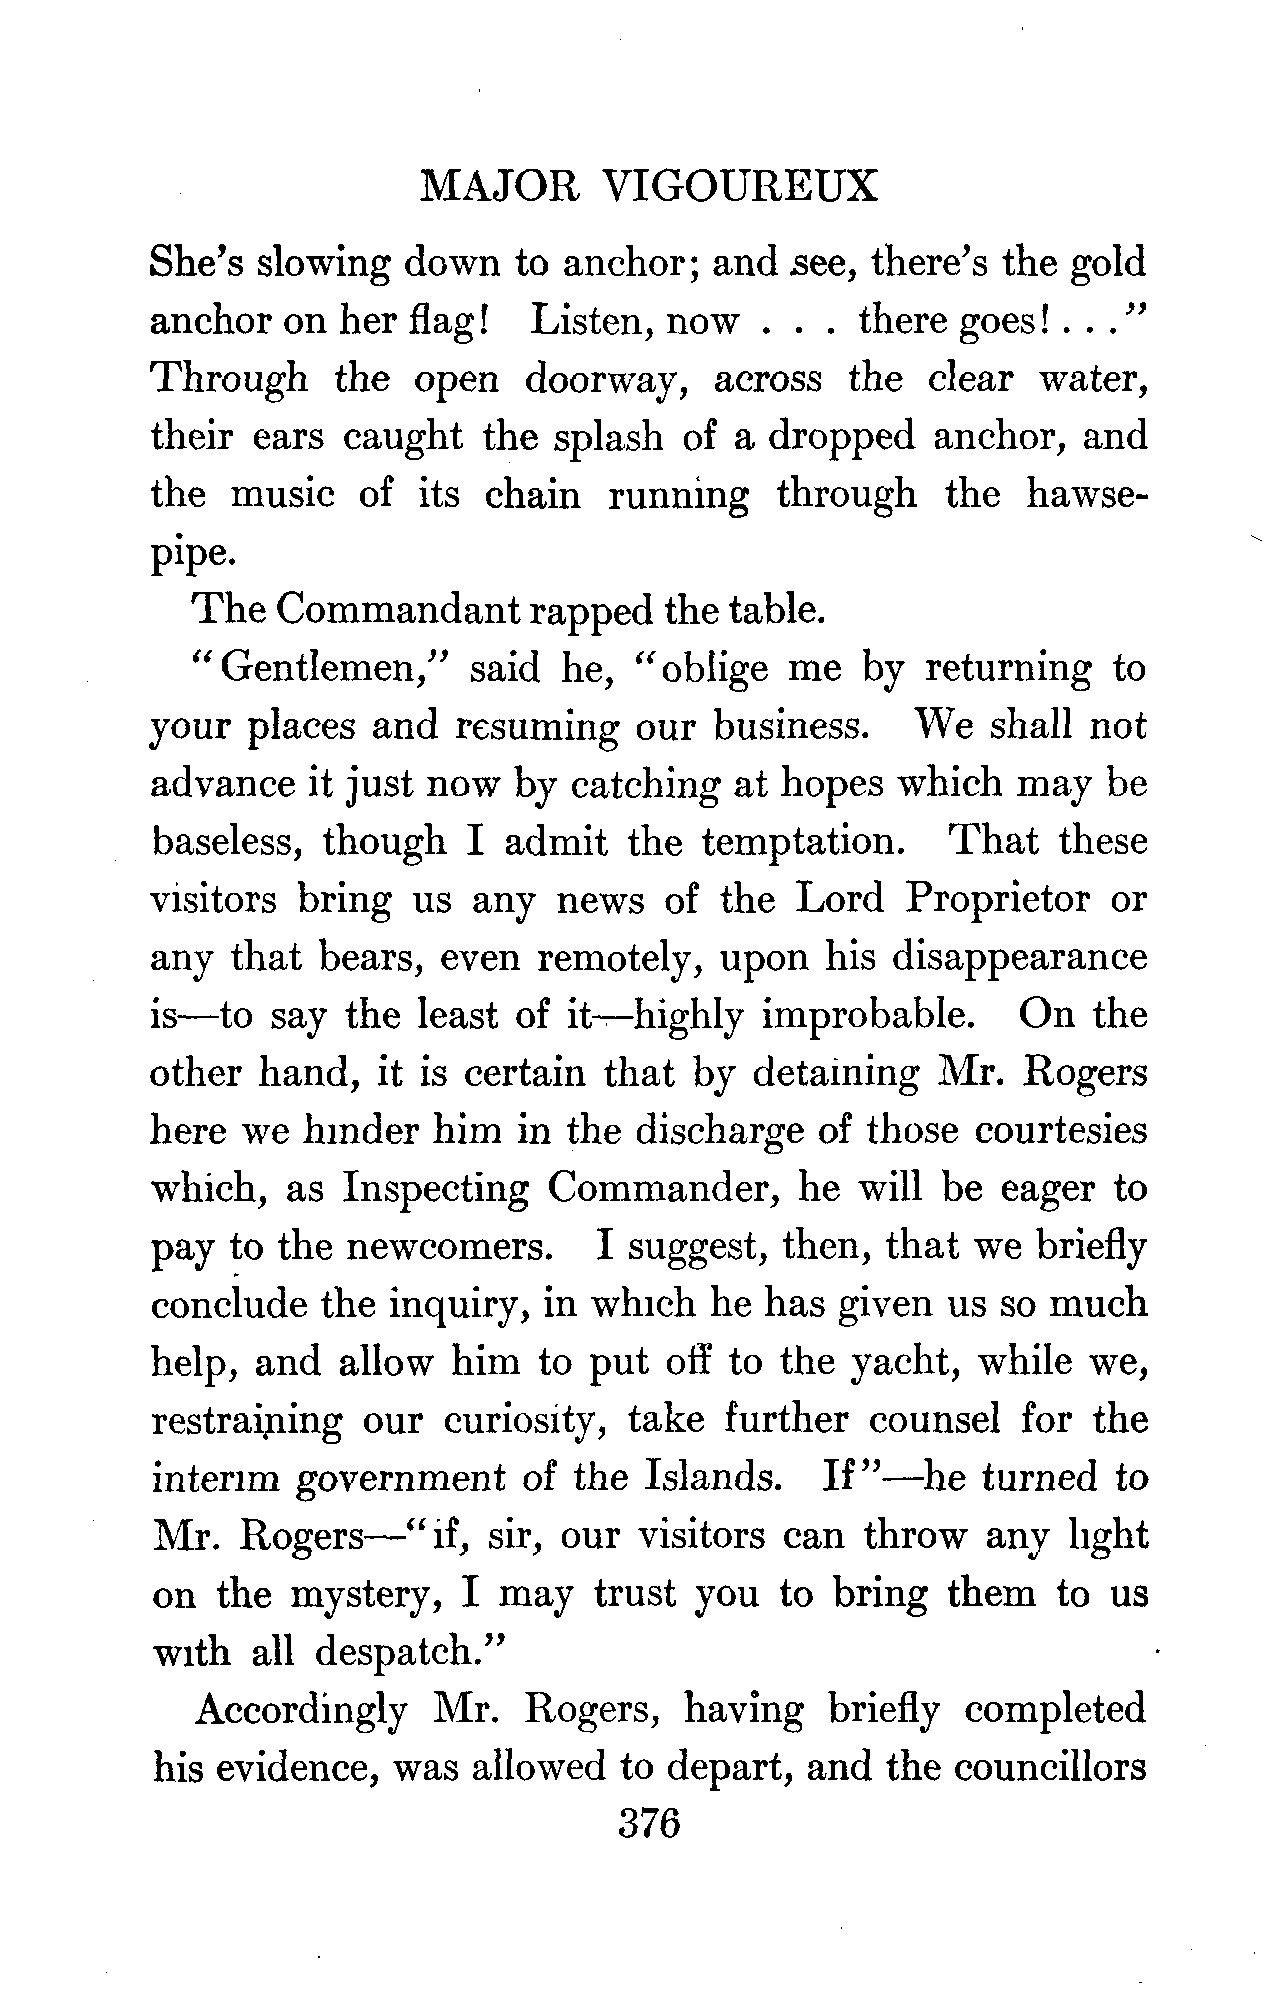 MAJOR VIGOUREUX
She's slowing down to anchor; and see, there's the gold
anchor on her flag! Listen, now . . . there goes! . . ."
Through the open doorway, across the clear water,
their ears caught the splash of a dropped anchor, and
the music of its chain running through the hawse-
pipe.
The Commandant rapped the table.
"Gentlemen," said he, "oblige me by returning to
your places and resuming our business. We shall not
advance it just now by catching at hopes which may be
baseless, though I admit the temptation. That these
visitors bring us any news of the Lord Proprietor or
any that bears, even remotely, upon his disappearance
is—to say the least of it—highly improbable. On the
other hand, it is certain that by detaining Mr. Rogers
here we hinder him in the discharge of those courtesies
which, as Inspecting Commander, he will be eager to
pay to the newcomers. I suggest, then, that we briefly
conclude the inquiry, in which he has given us so much
help, and allow him to put off to the yacht, while we,
restraining our curiosity, take further counsel for the
interim government of the Islands. If"—he turned to
Mr. Rogers—"if, sir, our visitors can throw any light
on the mystery, I may trust you to bring them to us
with all despatch."
Accordingly Mr. Rogers, having briefly completed
his evidence, was allowed to depart, and the councillors
376